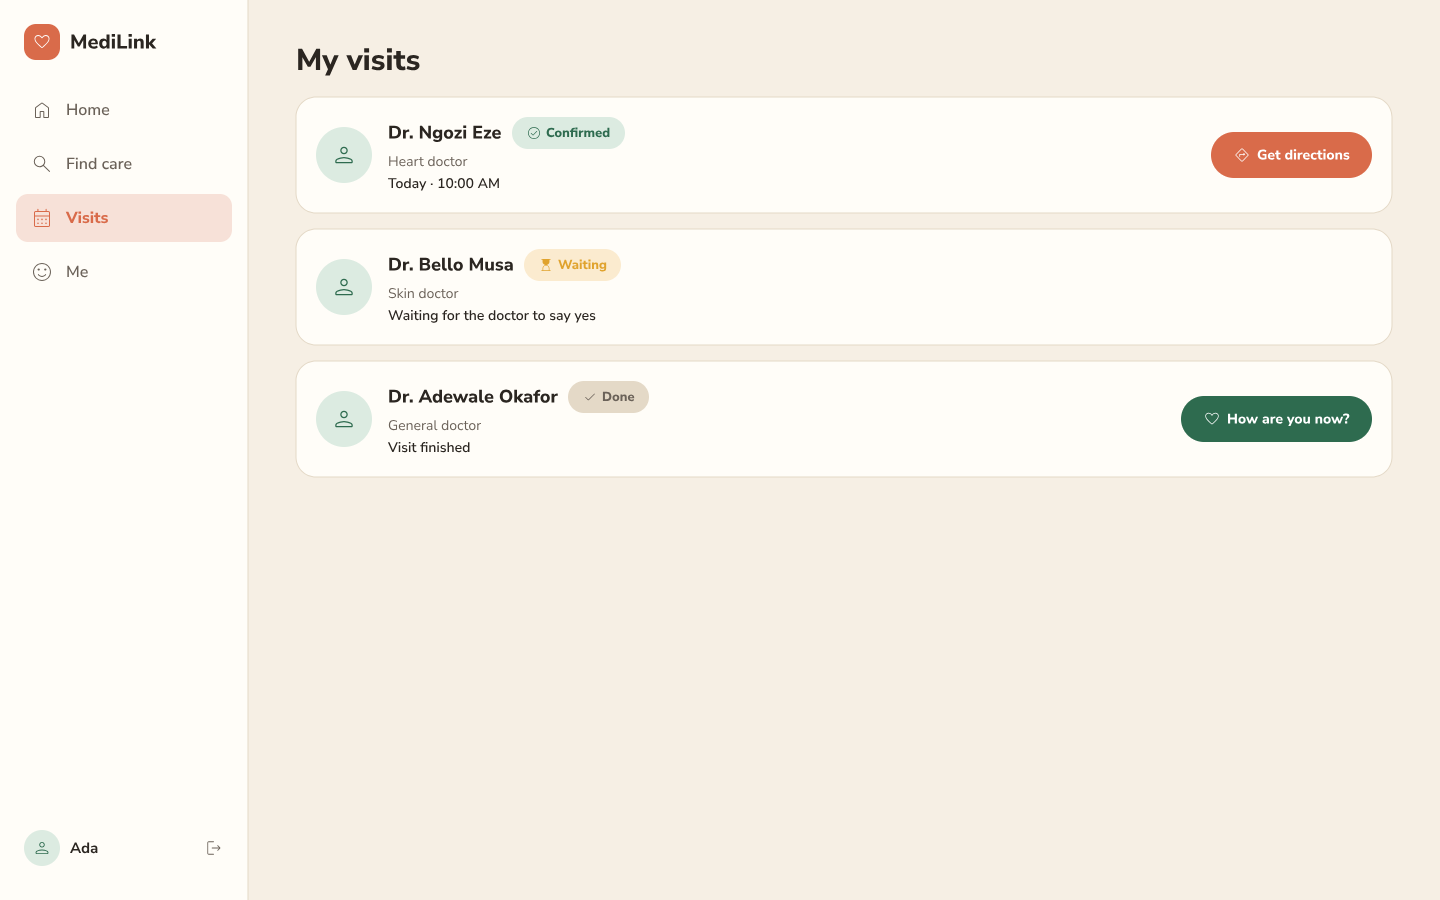 MediLink
Home
Find care
Visits
Me
Ada
My visits
Dr. Ngozi Eze Confirmed
Heart doctor
Today · 10:00 AM
Get directions
Dr. Bello Musa Waiting
Skin doctor
Waiting for the doctor to say yes
Dr. Adewale Okafor Done
General doctor
Visit finished
How are you now?